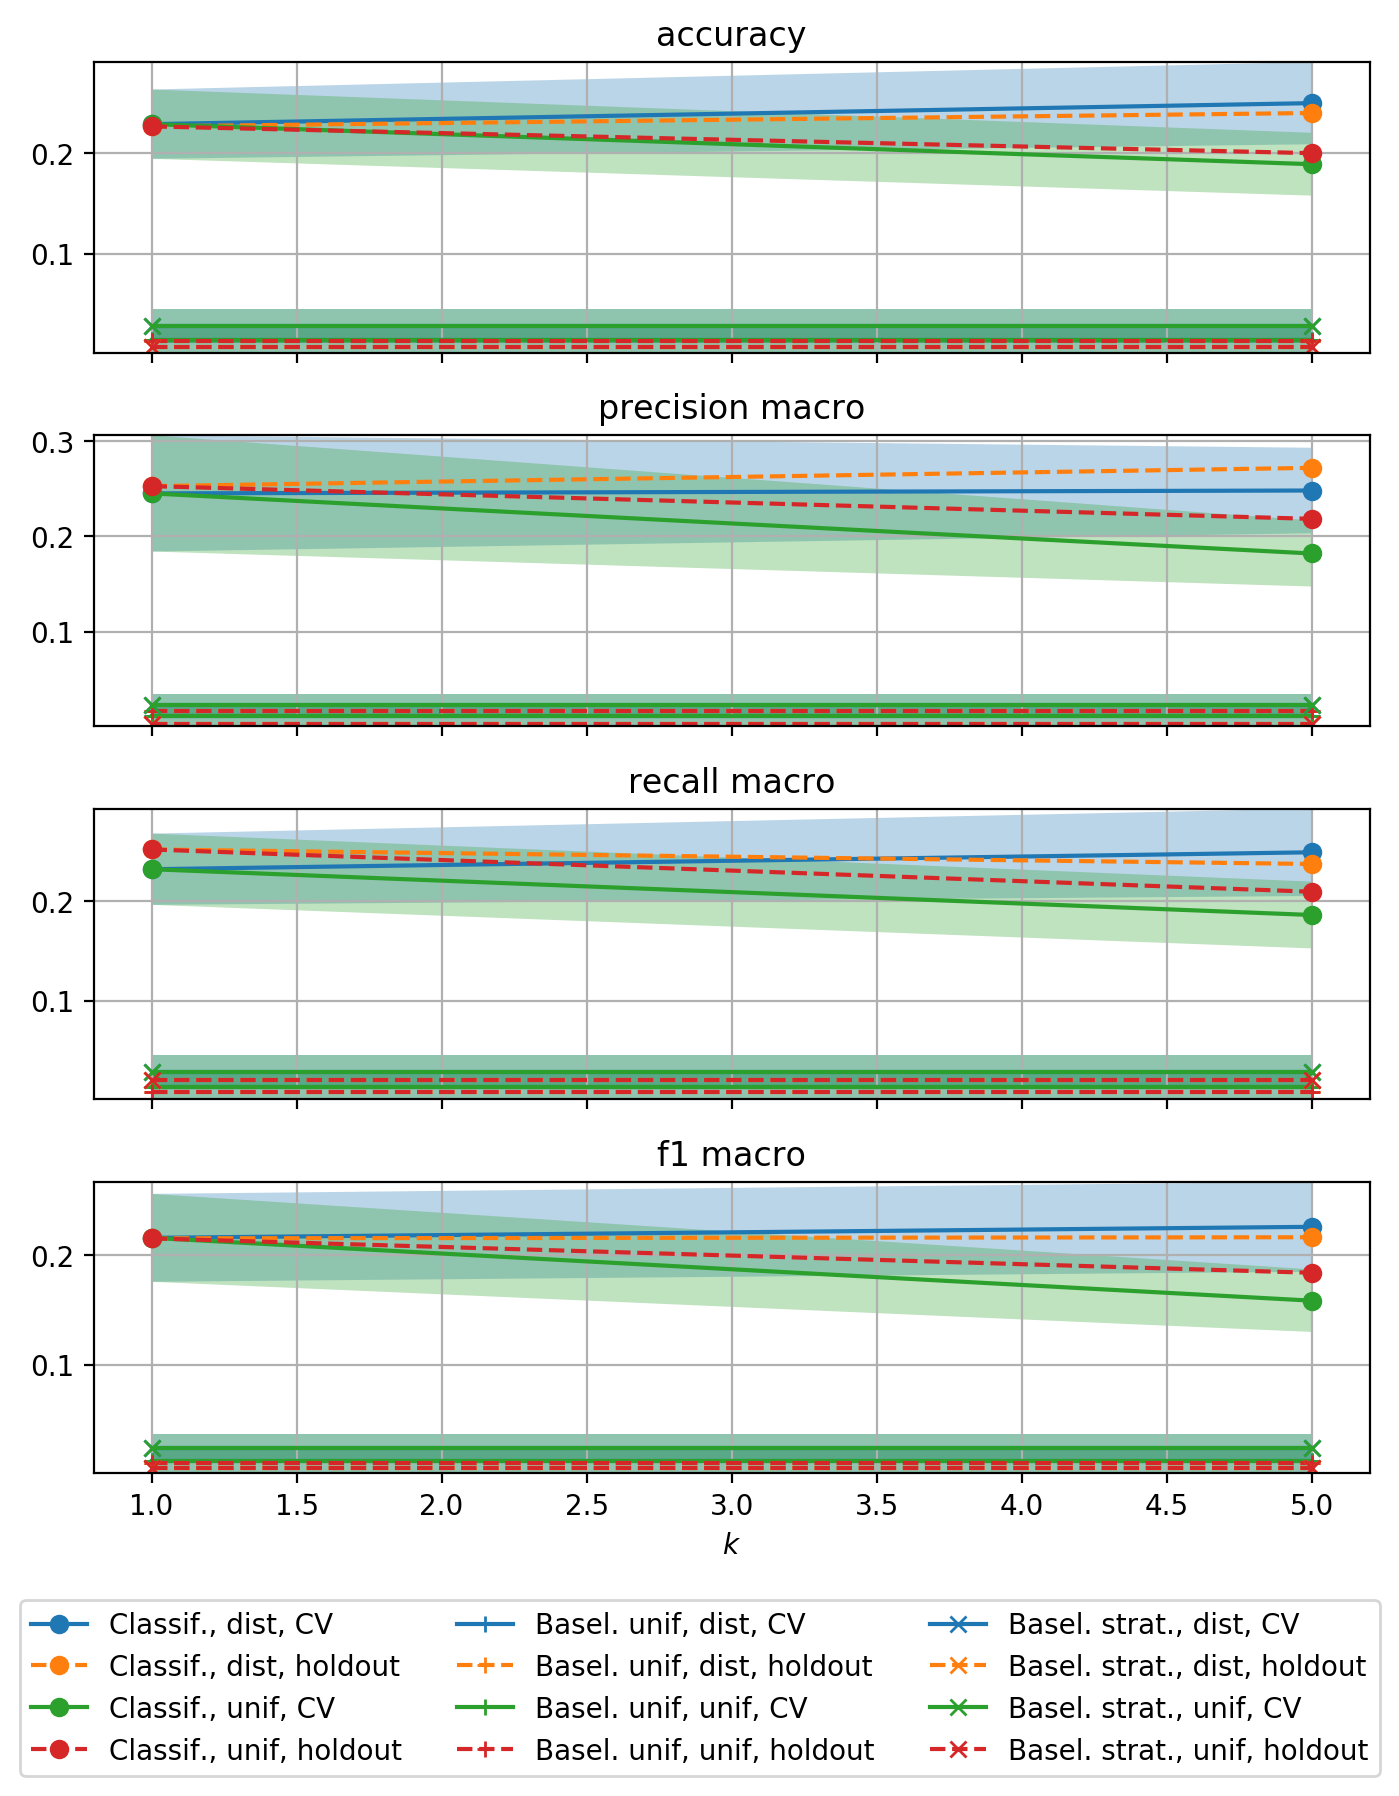 accuracy
0.2
0.1
precision macro
0.3
0.2
0.1
recall macro
0.2
0.1
f1 macro
0.2
0.1
1.0 1.5 2.0 2.5 3.0 3.5 4.0 4.5 5.0
k
Classif., dist, CV Basel. unif, dist, CV Basel. strat., dist, CV
Classif., dist, holdout Basel. unif, dist, holdout Basel. strat., dist, holdout
Classif., unif, CV Basel. unif, unif, CV Basel. strat., unif, CV
Classif., unif, holdout Basel. unif, unif, holdout Basel. strat., unif, holdout